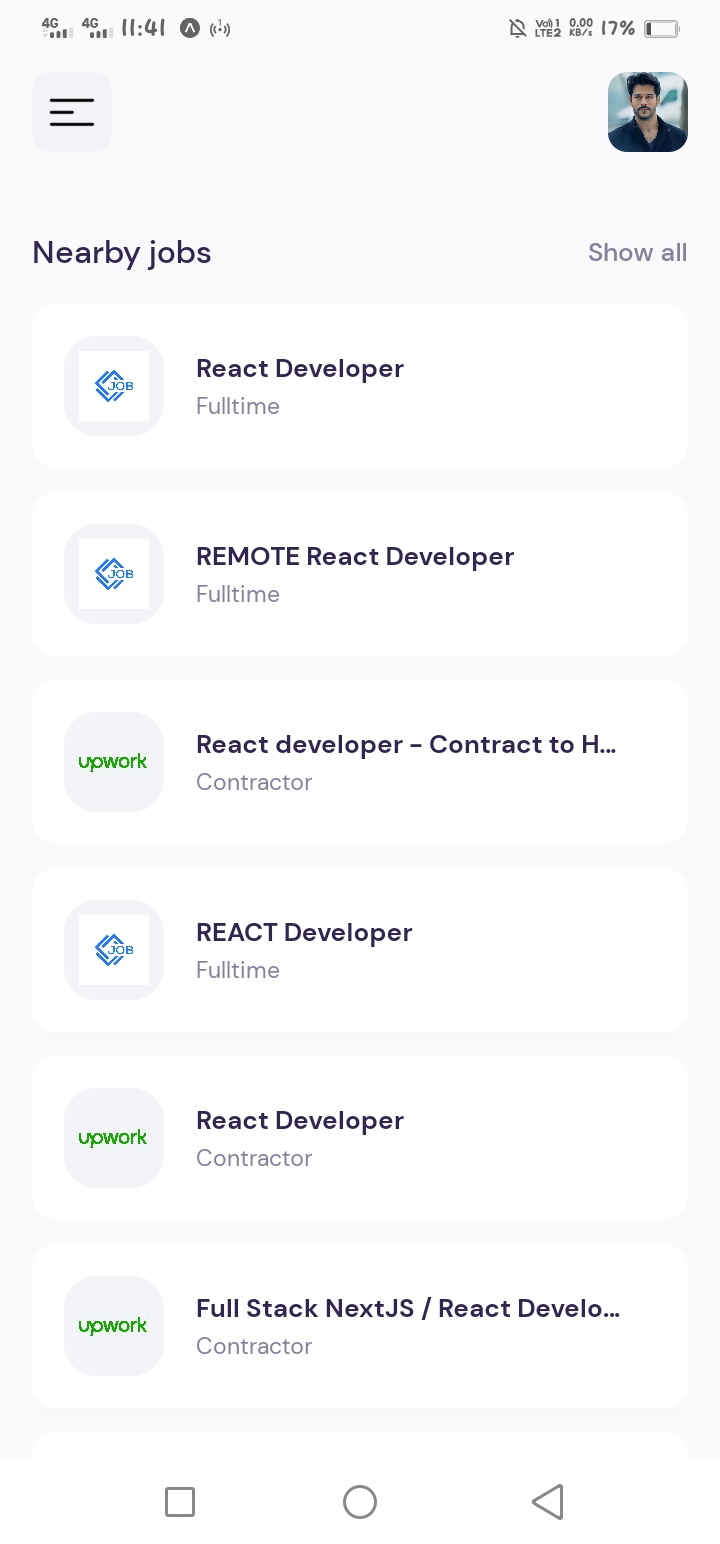 4G 4G 11:41 1 Vo)) 1 LTE2 0.00 KB/s 17%
Nearby jobs Show all
JOB
React Developer
Fulltime
JOB
REMOTE React Developer
Fulltime
upwork
React developer - Contract to H...
Contractor
JOB
REACT Developer
Fulltime
upwork
React Developer
Contractor
upwork
Full Stack NextJS / React Develo...
Contractor